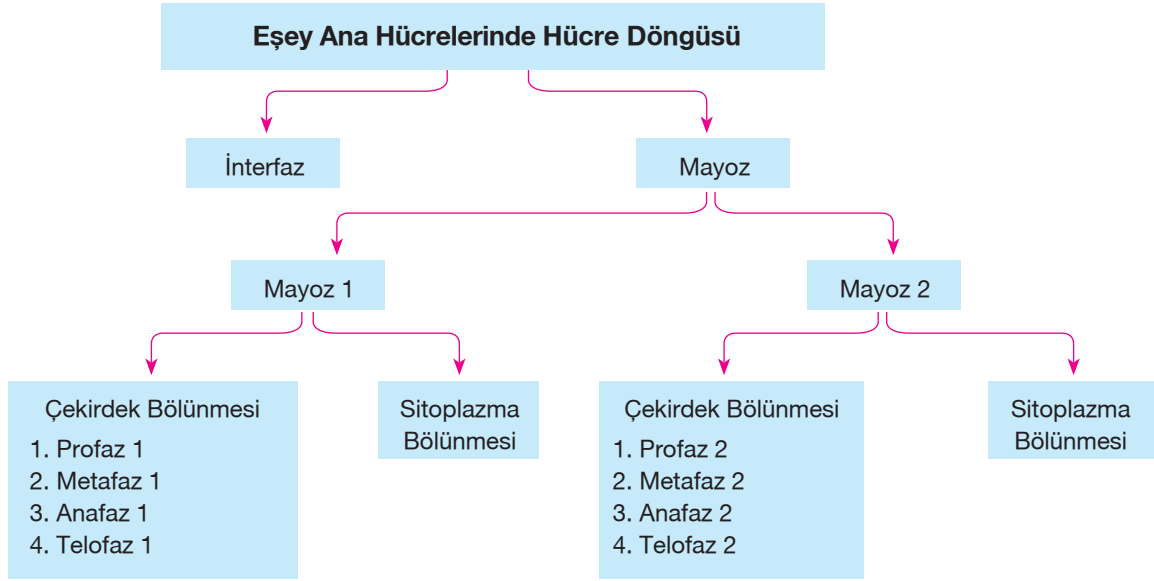 Eşey Ana Hücrelerinde Hücre Döngüsü
İnterfaz
Mayoz
Mayoz 1
Mayoz 2
Çekirdek Bölünmesi
1. Profaz 1
2. Metafaz 1
3. Anafaz 1
4. Telofaz 1
Sitoplazma
Bölünmesi
Çekirdek Bölünmesi
1. Profaz 2
2. Metafaz 2
3. Anafaz 2
4. Telofaz 2
Sitoplazma
Bölünmesi